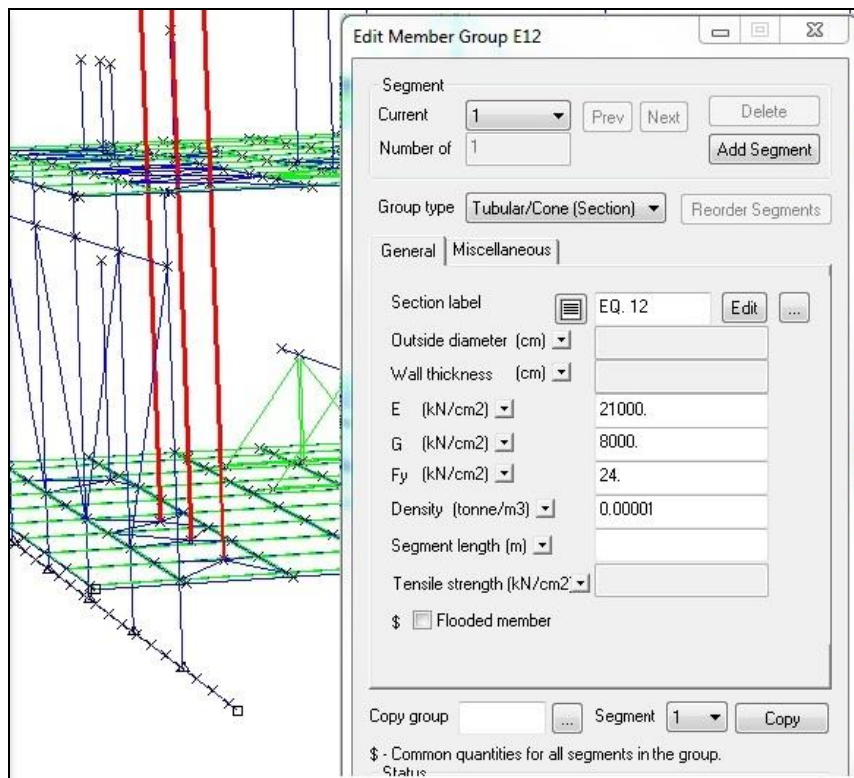 Edit Member Group E12
Segment
Current 1 Prev Next Delete
Number of 1 Add Segment
Group type Tubular/Cone (Section) Reorder Segments
General Miscellaneous
Section label EQ. 12 Edit ...
Outside diameter (cm)
Wall thickness (cm)
E (kN/cm2) 21000.
G (kN/cm2) 8000.
Fy (kN/cm2) 24.
Density (tonne/m3) 0.00001
Segment length (m)
Tensile strength (kN/cm2)
$ Flooded member
Copy group ... Segment 1 Copy
$ - Common quantities for all segments in the group.
Status